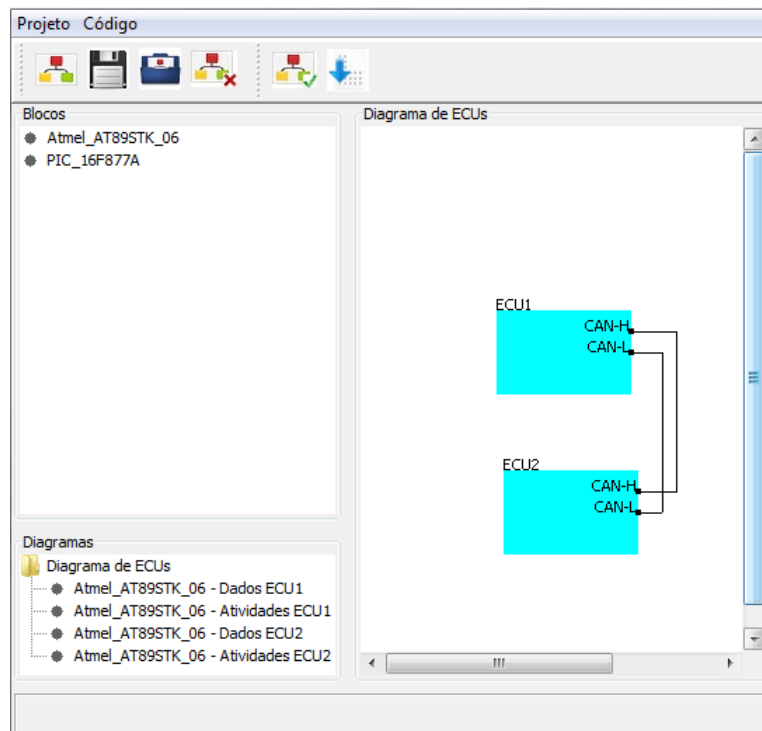 Projeto Código
Blocos
Atmel_AT89STK_06
PIC_16F877A
Diagrama de ECUs
ECU1
CAN-H
CAN-L
ECU2
CAN-H
CAN-L
Diagramas
Diagrama de ECUs
Atmel_AT89STK_06 - Dados ECU1
Atmel_AT89STK_06 - Atividades ECU1
Atmel_AT89STK_06 - Dados ECU2
Atmel_AT89STK_06 - Atividades ECU2